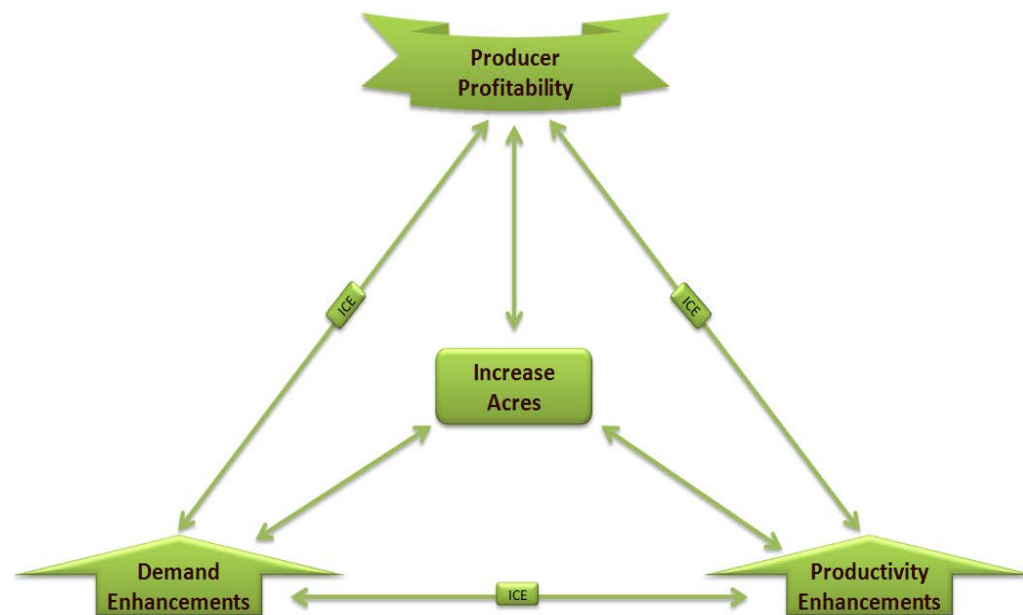 Producer
Profitability
ICE
ICE
Increase
Acres
Demand
Enhancements
ICE
Productivity
Enhancements